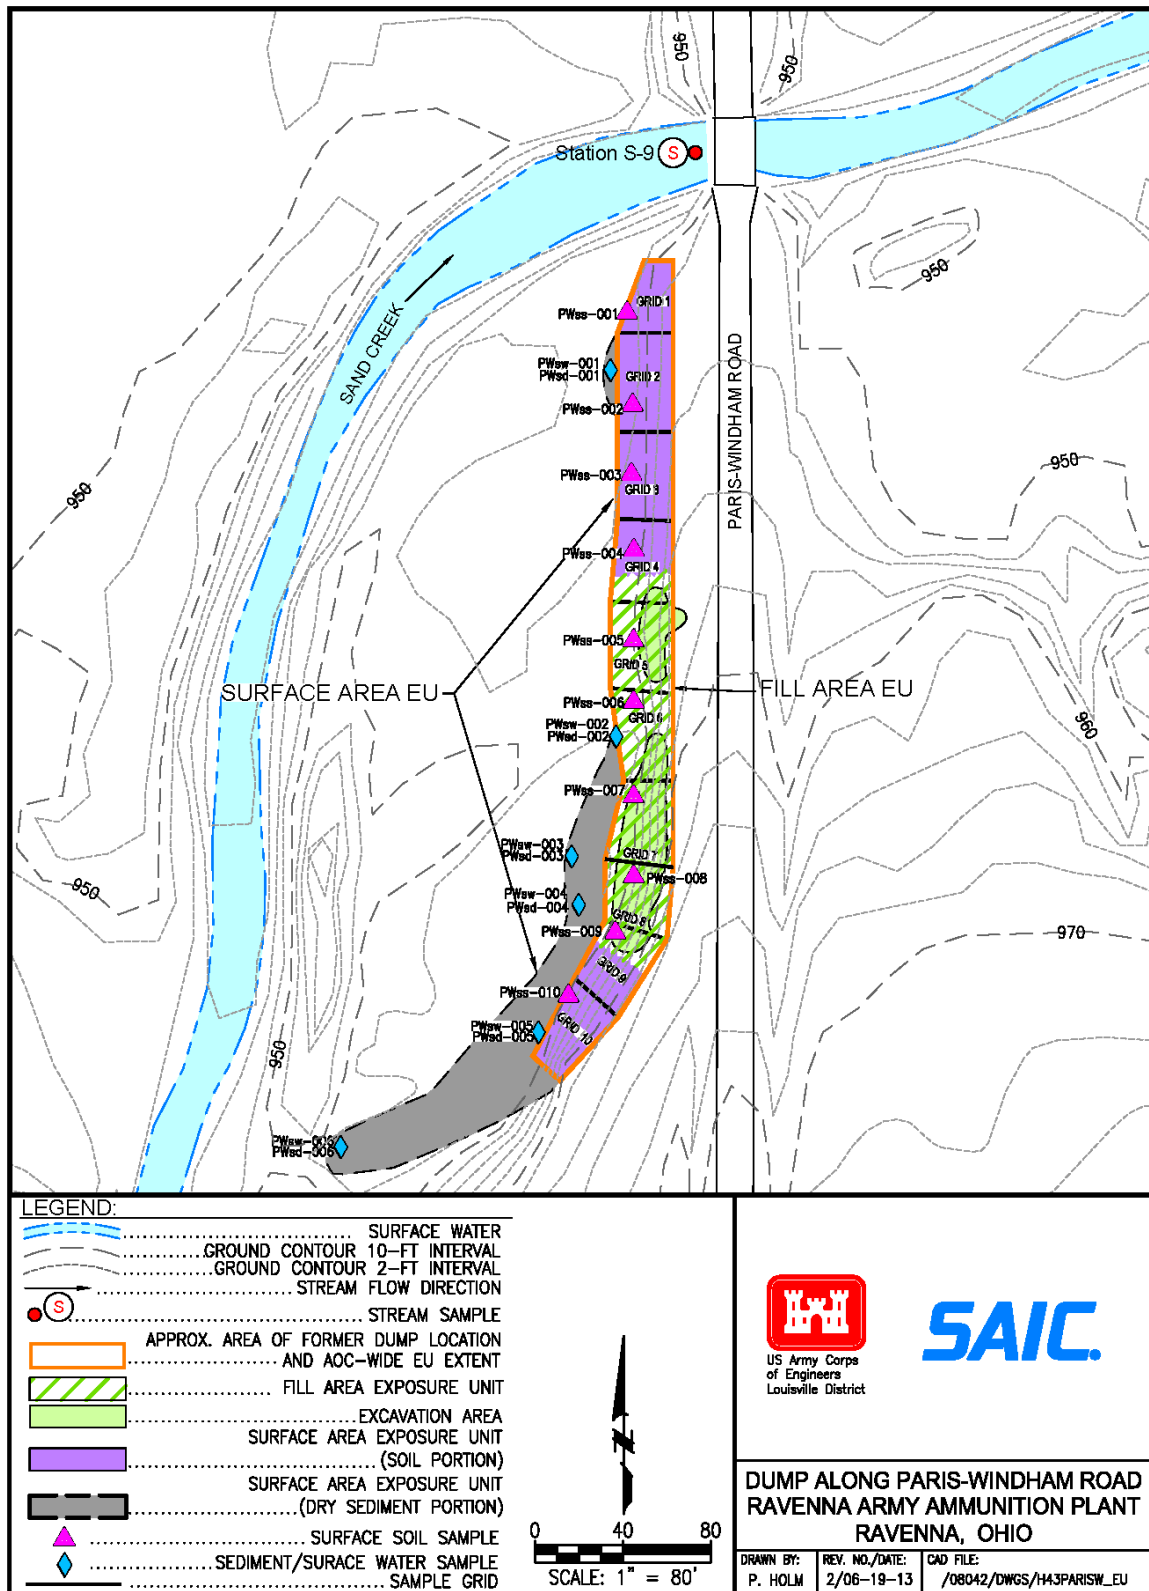 950
950
Station S-9
S
950
SAND CREEK
GRID 1
PWss-001
PWsw-001
PWsd-001
GRID 2
PWss-002
PARIS-WINDHAM ROAD
950
950
PWss-003
GRID 3
PWss-004
GRID 4
PWss-005
GRID 5
SURFACE AREA EU
FILL AREA EU
PWss-006
GRID 6
PWsw-002
PWsd-002
960
PWss-007
PWsw-003
PWsd-003
GRID 7
PWss-008
950
PWsw-004
PWsd-004
GRID 8
PWss-009
970
GRID 9
PWss-010
GRID 10
PWsw-005
PWsd-005
950
PWsw-006
PWsd-006
LEGEND:
SURFACE WATER
GROUND CONTOUR 10-FT INTERVAL
GROUND CONTOUR 2-FT INTERVAL
STREAM FLOW DIRECTION
S
STREAM SAMPLE
APPROX. AREA OF FORMER DUMP LOCATION
AND AOC-WIDE EU EXTENT
FILL AREA EXPOSURE UNIT
EXCAVATION AREA
SURFACE AREA EXPOSURE UNIT
(SOIL PORTION)
SURFACE AREA EXPOSURE UNIT
(DRY SEDIMENT PORTION)
SURFACE SOIL SAMPLE
SEDIMENT/SURACE WATER SAMPLE
SAMPLE GRID
N
0 40 80
SCALE: 1" = 80'
US Army Corps
of Engineers
Louisville District
SAIC.
DUMP ALONG PARIS-WINDHAM ROAD
RAVENNA ARMY AMMUNITION PLANT
RAVENNA, OHIO
DRAWN BY:
P. HOLM
REV. NO./DATE:
2/06-19-13
CAD FILE:
/08042/DWGS/H43PARISW_EU